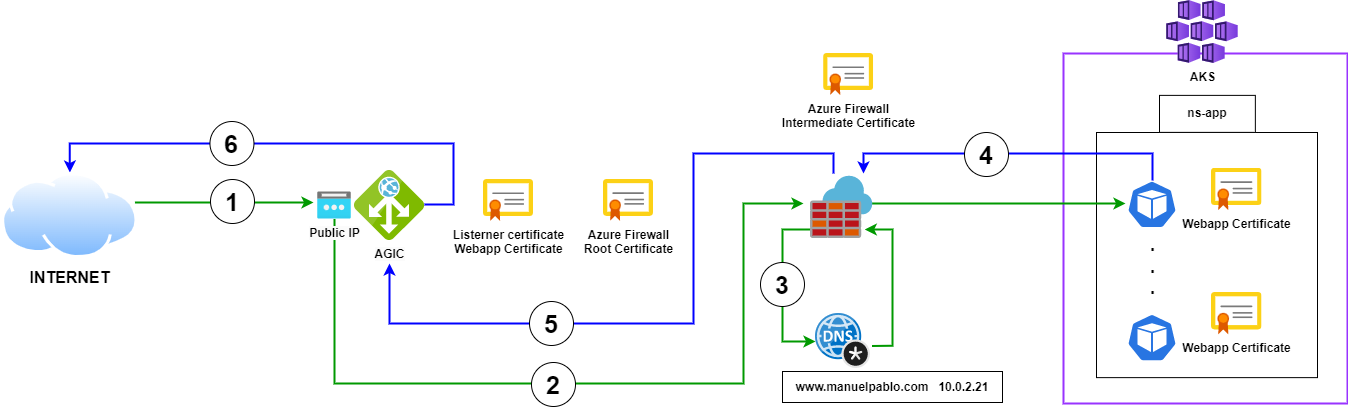 AKS
Azure Firewall
Intermediate Certificate
ns-app
6
4
1
Public IP
AGIC
Listerner certificate
Webapp Certificate
Azure Firewall
Root Certificate
Webapp Certificate
INTERNET
3
5
DNS
*
Webapp Certificate
2
www.manuelpablo.com 10.0.2.21